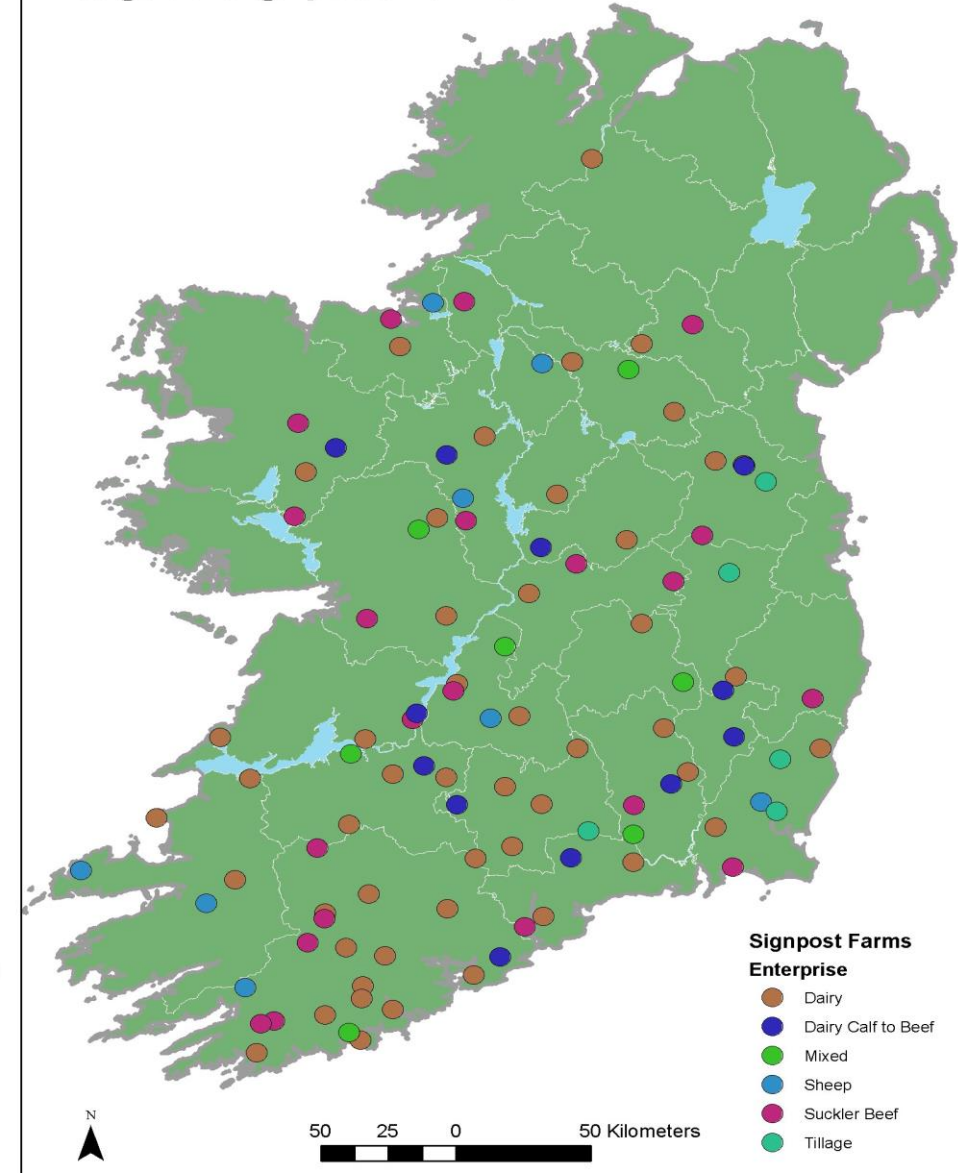 Signpost Farms
Enterprise
Dairy
Dairy Calf to Beef
Mixed
Sheep
Suckler Beef
Tillage
N
50 25 0 50 Kilometers